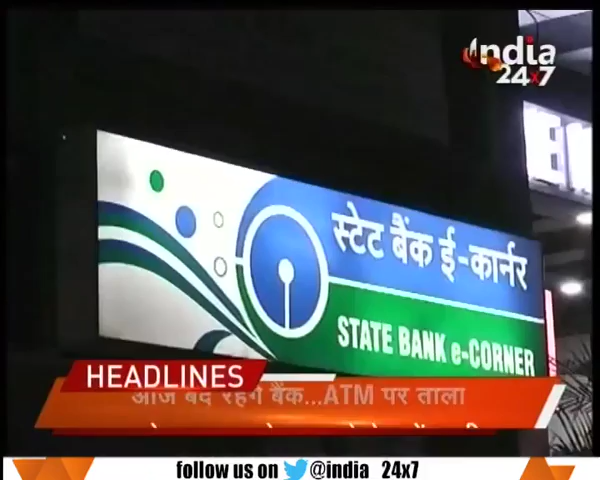 India
24x7
स्टेट बैंक ई-कॉर्नर
STATE BANK e-CORNER
HEADLINES
आज बंद रहेंगे बैंक...ATM पर ताला
follow us on @india 24x7